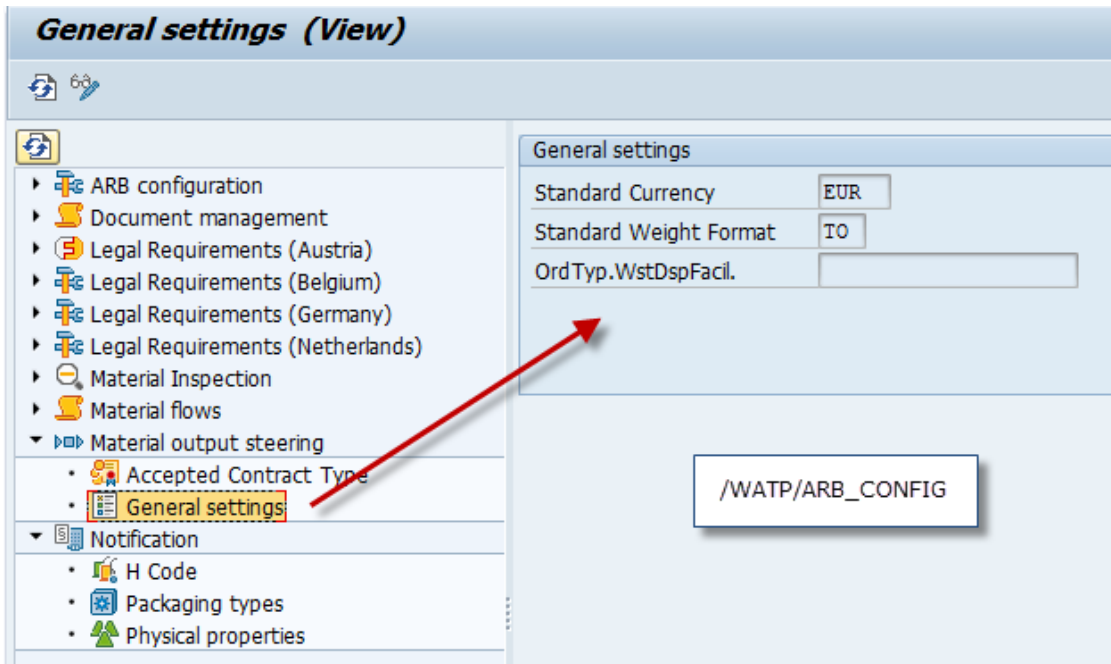 General settings (View)
ARB configuration
Document management
Legal Requirements (Austria)
Legal Requirements (Belgium)
Legal Requirements (Germany)
Legal Requirements (Netherlands)
Material Inspection
Material flows
Material output steering
Accepted Contract Type
General settings
Notification
H Code
Packaging types
Physical properties
General settings
Standard Currency EUR
Standard Weight Format TO
OrdTyp.WstDspFacil.
/WATP/ARB_CONFIG